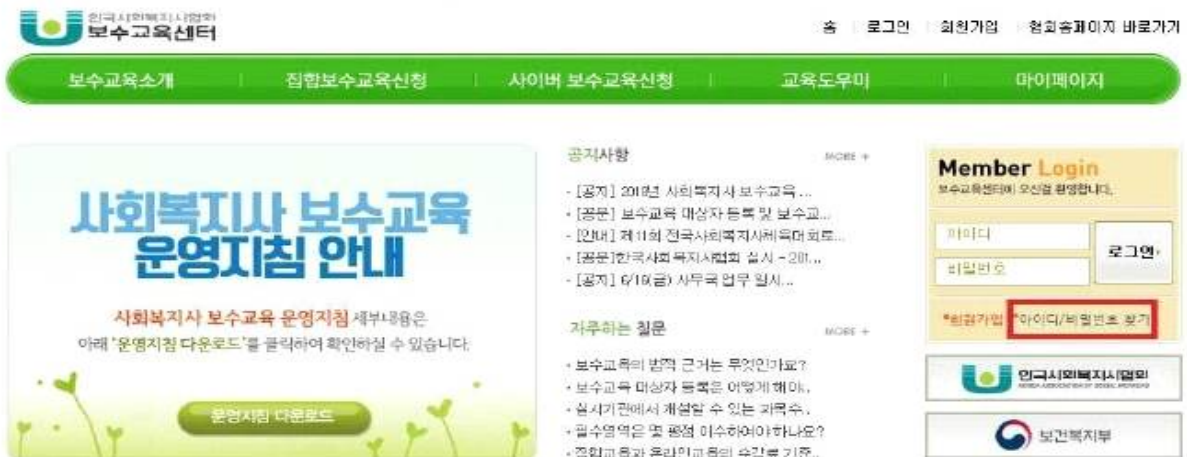 한국사회복지사협회
보수교육센터
홈 로그인 회원가입 협회홈페이지 바로가기
보수교육소개 집합보수교육신청 사이버 보수교육신청 교육도우미 마이페이지
사회복지사 보수교육
운영지침 안내
사회복지사 보수교육 운영지침 세부내용은
아래 '운영지침 다운로드'를 클릭하여 확인하실 수 있습니다.
운영지침 다운로드
공지사항 MORE +
- [공지] 사회복지사 보수교육 ...
- [공문] 보수교육 대상자 등록 및 보수교...
- [안내] 제11회 전국사회복지사체육대회로...
- [공문]한국사회복지사협회 실시 - 201...
- [공지] 6/16(금) 사무국 업무 일시...
자주하는 질문 MORE +
- 보수교육의 법적 근거는 무엇인가요?
- 보수교육 대상자 등록은 어떻게 해야..
- 실시기관에서 개설할 수 있는 과목수..
- 필수영역은 몇 평점 이수하여야 하나요?
- 집합교육과 온라인교육의 수강료 기준..
Member Login
보수교육센터에 오신걸 환영합니다.
아이디
비밀번호
로그인
*회원가입 *아이디/비밀번호 찾기
한국사회복지사협회
KOREA ASSOCIATION OF SOCIAL WORKERS
보건복지부